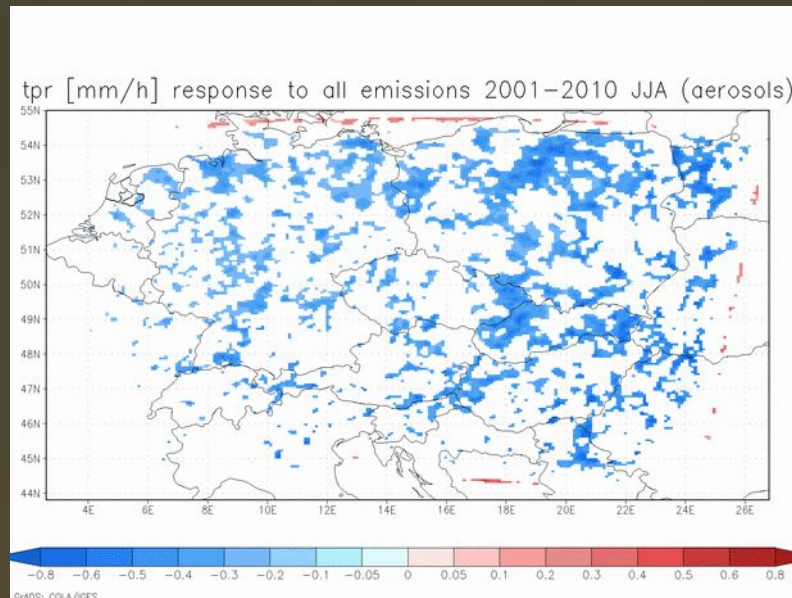 tpr [mm/h] response to all emissions 2001-2010 JJA (aerosols)
55N
54N
53N
52N
51N
50N
49N
48N
47N
46N
45N
44N
4E 6E 8E 10E 12E 14E 16E 18E 20E 22E 24E 26E
-0.8 -0.6 -0.5 -0.4 -0.3 -0.2 -0.1 -0.05 0 0.05 0.1 0.2 0.3 0.4 0.5 0.6 0.8
GrADS: COLA/IGES